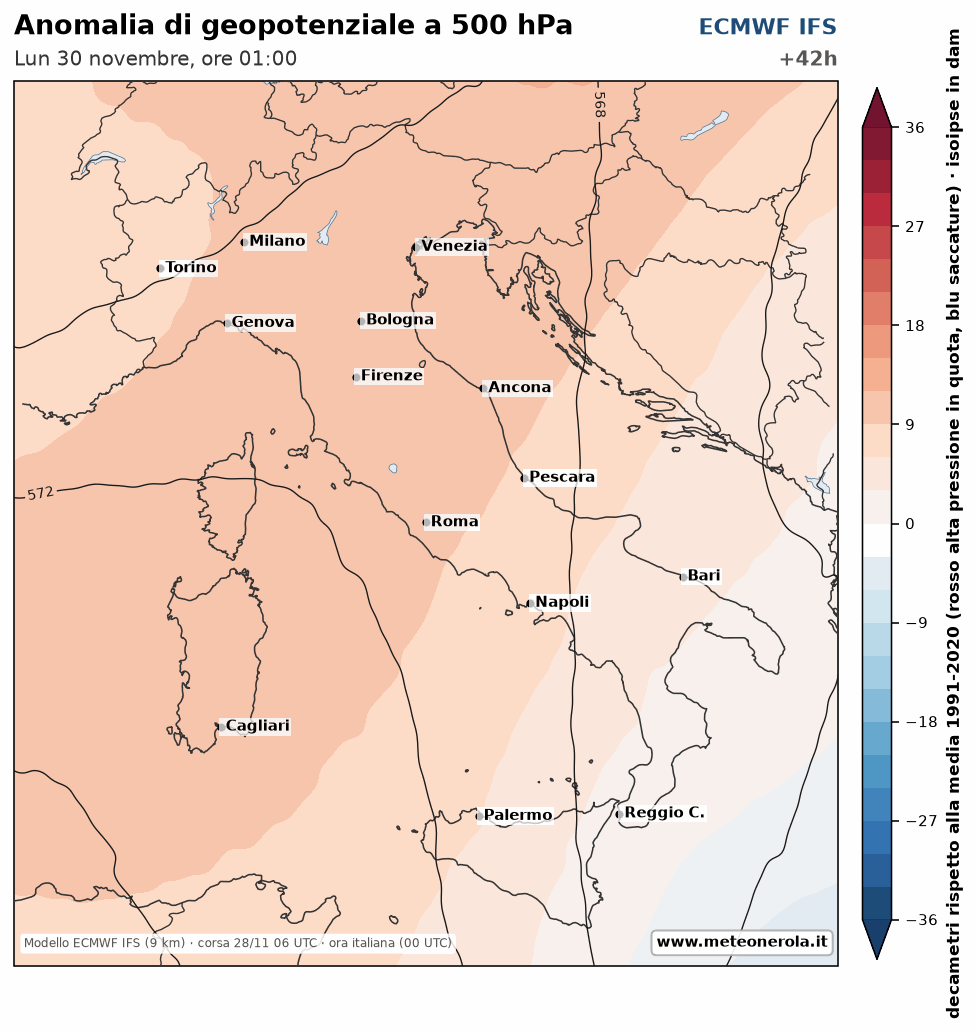 Anomalia di geopotenziale a 500 hPa
ECMWF IFS
Lun 30 novembre, ore 01:00
+42h
568
Milano
Venezia
Torino
Genova
Bologna
Firenze
Ancona
Pescara
572
Roma
Bari
Napoli
Cagliari
Palermo
Reggio C.
Modello ECMWF IFS (9 km) · corsa 28/11 06 UTC · ora italiana (00 UTC)
www.meteonerola.it
36
27
18
9
0
−9
−18
−27
−36
decametri rispetto alla media 1991-2020 (rosso alta pressione in quota, blu saccature) · isoipse in dam